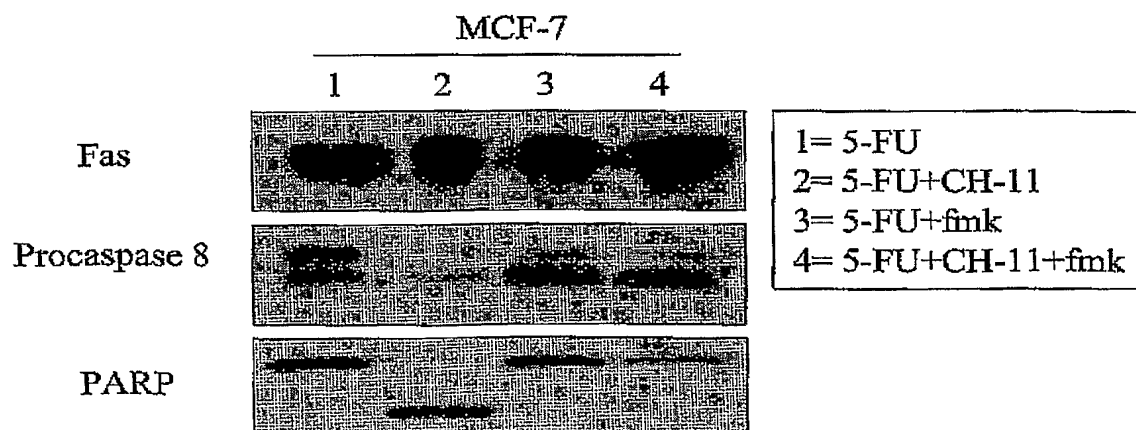 MCF-7
1 2 3 4
Fas
Procaspase 8
PARP
1= 5-FU
2= 5-FU+CH-11
3= 5-FU+fmk
4= 5-FU+CH-11+fmk